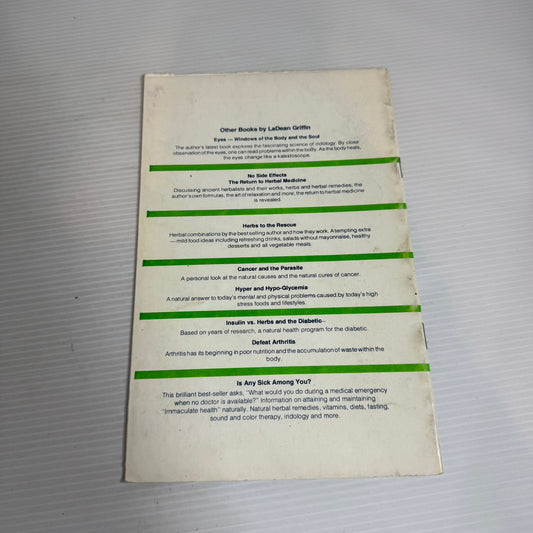 Other Books by LaDean Griffin
Eyes — Windows of the Body and the Soul
The author's latest book explores the fascinating science of iridology. By close
observation of the eyes, one can read problems within the body. As the body heals,
the eyes change like a kaleidoscope.
No Side Effects
The Return to Herbal Medicine
Discussing ancient herbalists and their works, herbs and herbal remedies, the
author's own formulas, the art of relaxation and more; the return to herbal medicine
is revealed.
Herbs to the Rescue
Herbal combinations by the best selling author and how they work. A tempting extra
— mild food ideas including refreshing drinks, salads without mayonnaise, healthy
desserts and all vegetable meals.
Cancer and the Parasite
A personal look at the natural causes and the natural cures of cancer.
Hyper and Hypo-Glycemia
A natural answer to today's mental and physical problems caused by today's high
stress foods and lifestyles.
Insulin vs. Herbs and the Diabetic
Based on years of research, a natural health program for the diabetic.
Defeat Arthritis
Arthritis has its beginning in poor nutrition and the accumulation of waste within the
body.
Is Any Sick Among You?
This brilliant best-seller asks, "What would you do during a medical emergency
when no doctor is available?" Information on attaining and maintaining
"Immaculate health" naturally. Natural herbal remedies, vitamins, diets, fasting,
sound and color therapy, iridology and more.